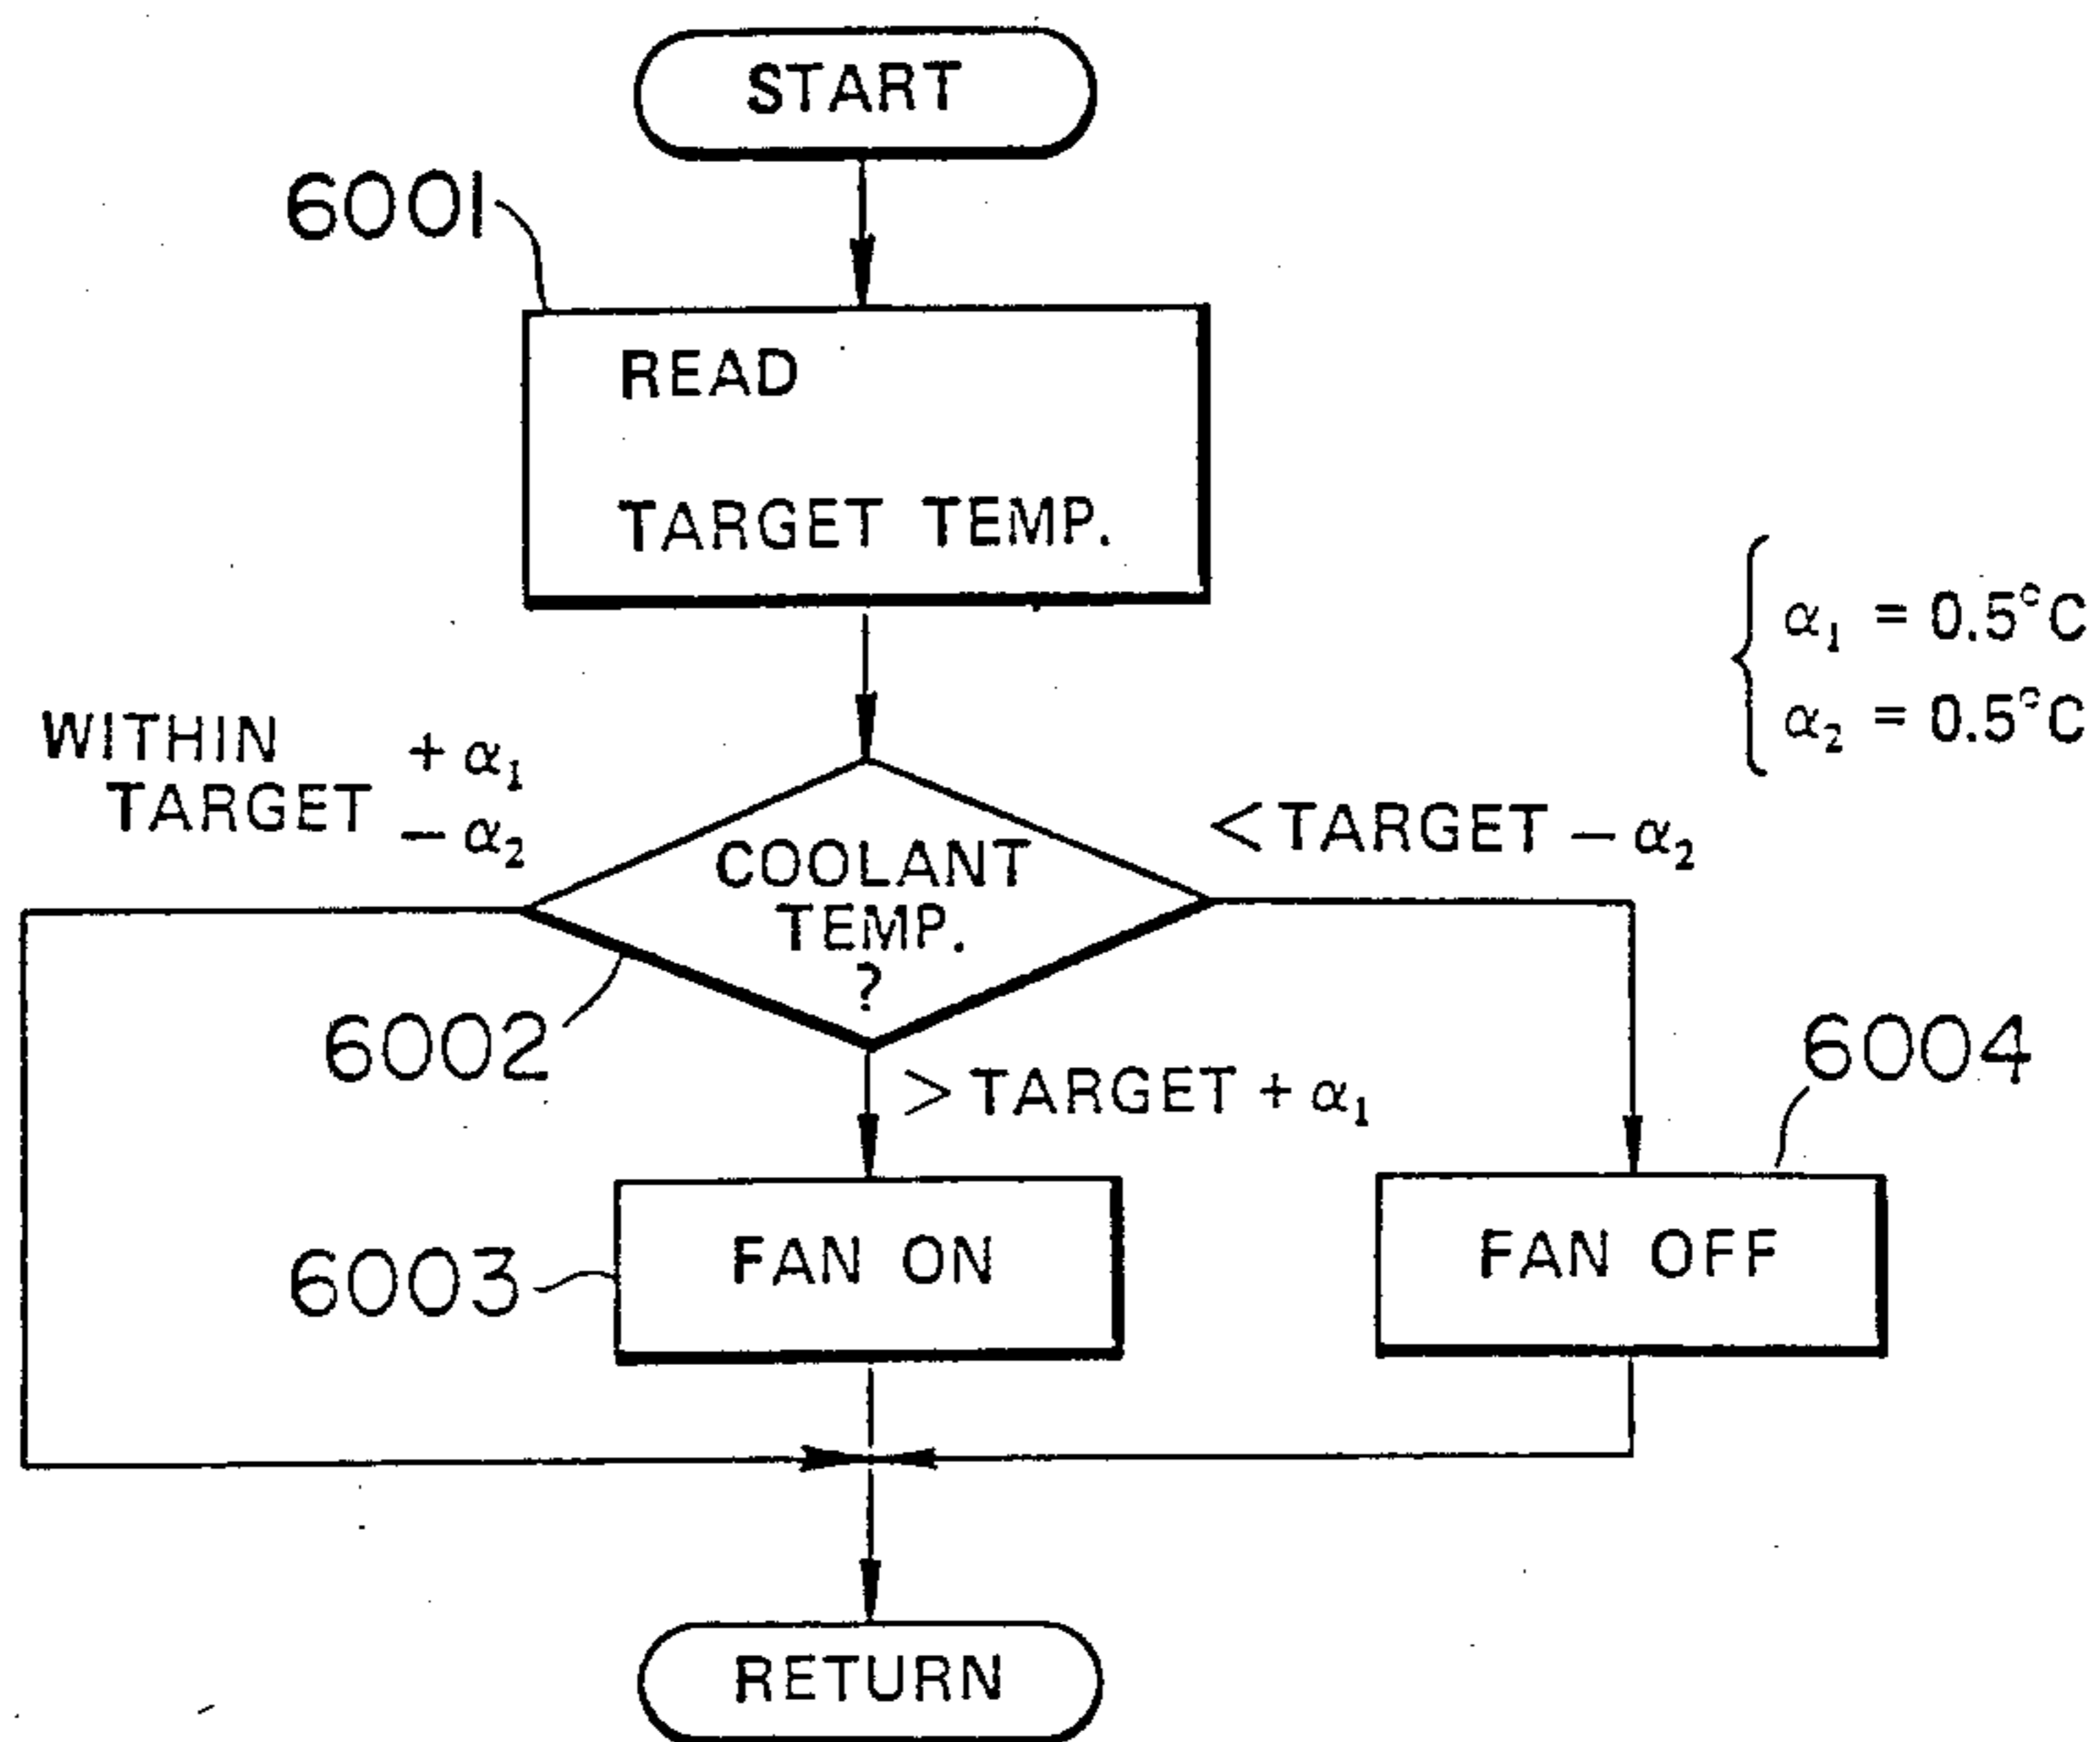 START
6001
READ
TARGET TEMP.
α₁ = 0.5°C
α₂ = 0.5°C
WITHIN
TARGET +α₁
−α₂
<TARGET − α₂
COOLANT
TEMP.
?
6002
6004
>TARGET + α₁
FAN ON
FAN OFF
6003
RETURN